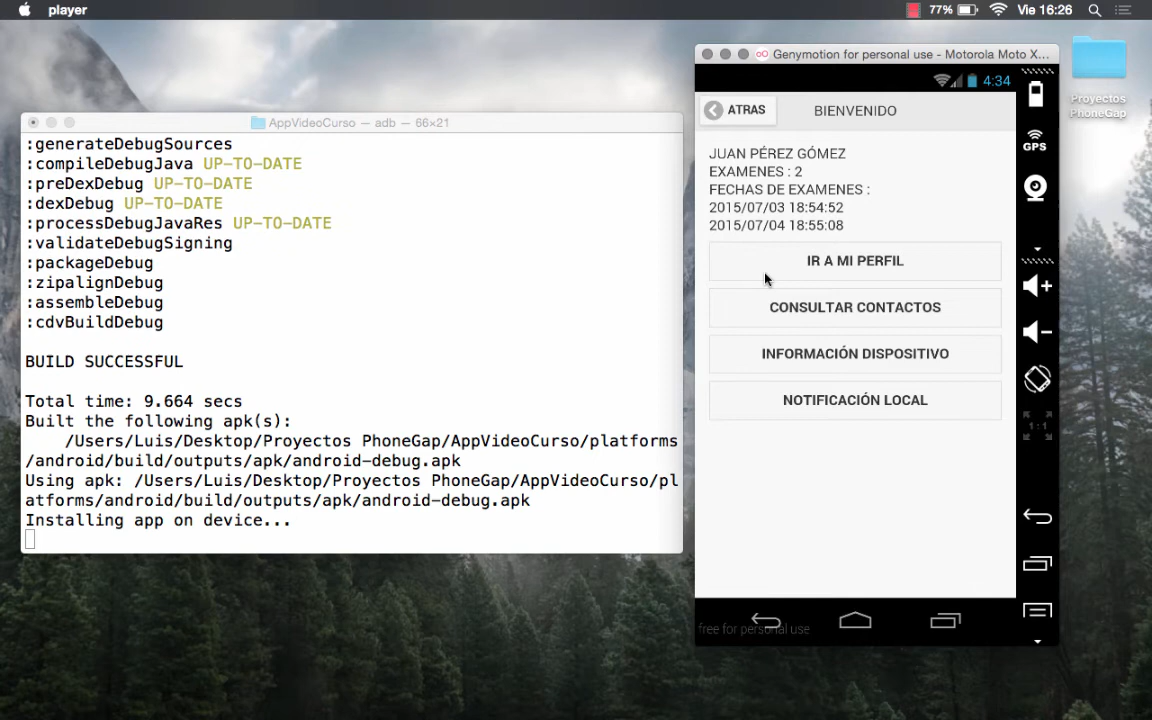 player
77%
Vie 16:26
AppVideoCurso — adb — 66×21
:generateDebugSources
:compileDebugJava UP-TO-DATE
:preDexDebug UP-TO-DATE
:dexDebug UP-TO-DATE
:processDebugJavaRes UP-TO-DATE
:validateDebugSigning
:packageDebug
:zipalignDebug
:assembleDebug
:cdvBuildDebug
BUILD SUCCESSFUL
Total time: 9.664 secs
Built the following apk(s):
/Users/Luis/Desktop/Proyectos PhoneGap/AppVideoCurso/platforms
/android/build/outputs/apk/android-debug.apk
Using apk: /Users/Luis/Desktop/Proyectos PhoneGap/AppVideoCurso/pl
atforms/android/build/outputs/apk/android-debug.apk
Installing app on device...
Genymotion for personal use - Motorola Moto X...
4:34
ATRAS
BIENVENIDO
JUAN PÉREZ GÓMEZ
EXAMENES : 2
FECHAS DE EXAMENES :
2015/07/03 18:54:52
2015/07/04 18:55:08
IR A MI PERFIL
CONSULTAR CONTACTOS
INFORMACIÓN DISPOSITIVO
NOTIFICACIÓN LOCAL
free for personal use
GPS
1:1
Proyectos
PhoneGap